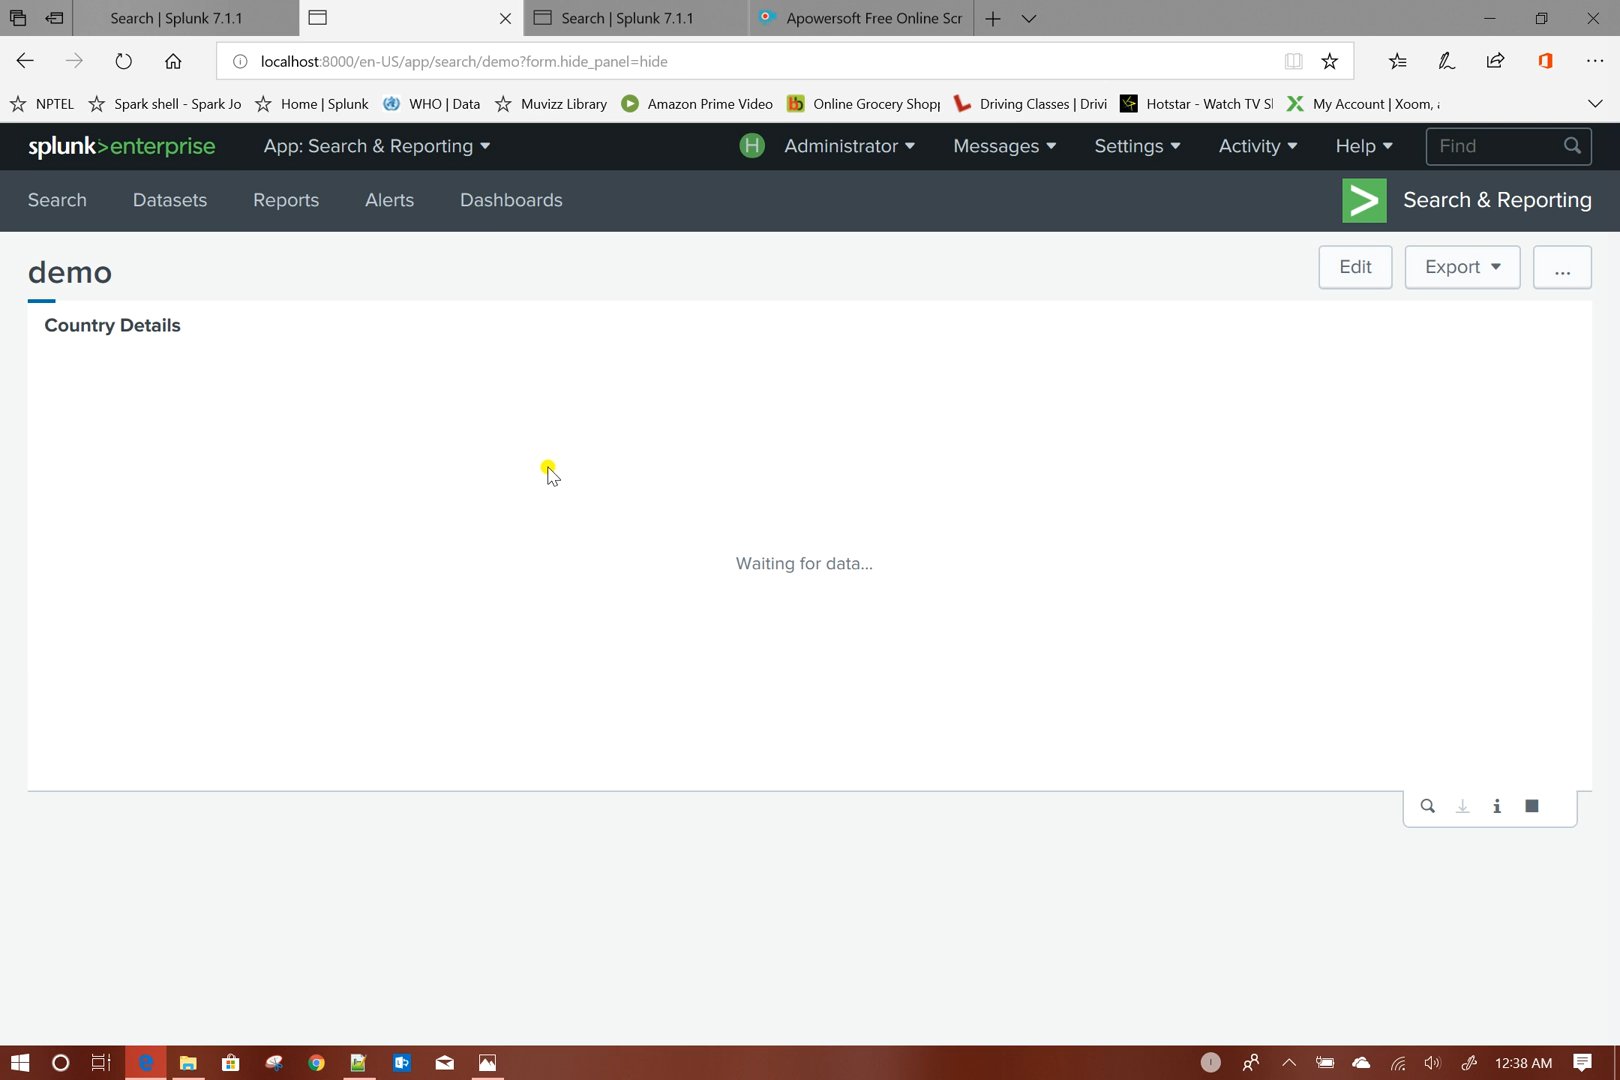 Search | Splunk 7.1.1
Search | Splunk 7.1.1
Apowersoft Free Online Scr
localhost:8000/en-US/app/search/demo?form.hide_panel=hide
NPTEL
Spark shell - Spark Jo
Home | Splunk
WHO | Data
Muvizz Library
Amazon Prime Video
Online Grocery Shopp
Driving Classes | Drivi
Hotstar - Watch TV Sl
My Account | Xoom,
splunk>enterprise
App: Search & Reporting
H
Administrator
Messages
Settings
Activity
Help
Find
Search
Datasets
Reports
Alerts
Dashboards
Search & Reporting
demo
Edit
Export
...
Country Details
Waiting for data...
12:38 AM